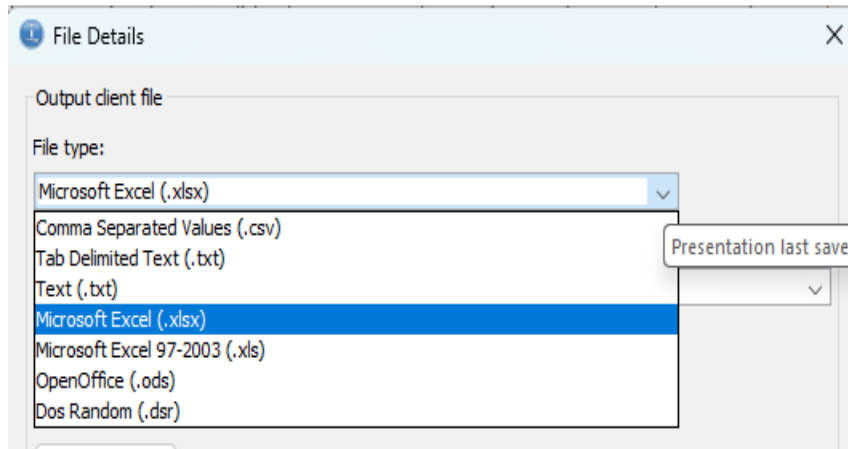 File Details
Output client file
File type:
Microsoft Excel (.xlsx)
Comma Separated Values (.csv)
Tab Delimited Text (.txt)
Presentation last save
Text (.txt)
Microsoft Excel (.xlsx)
Microsoft Excel 97-2003 (.xls)
OpenOffice (.ods)
Dos Random (.dsr)